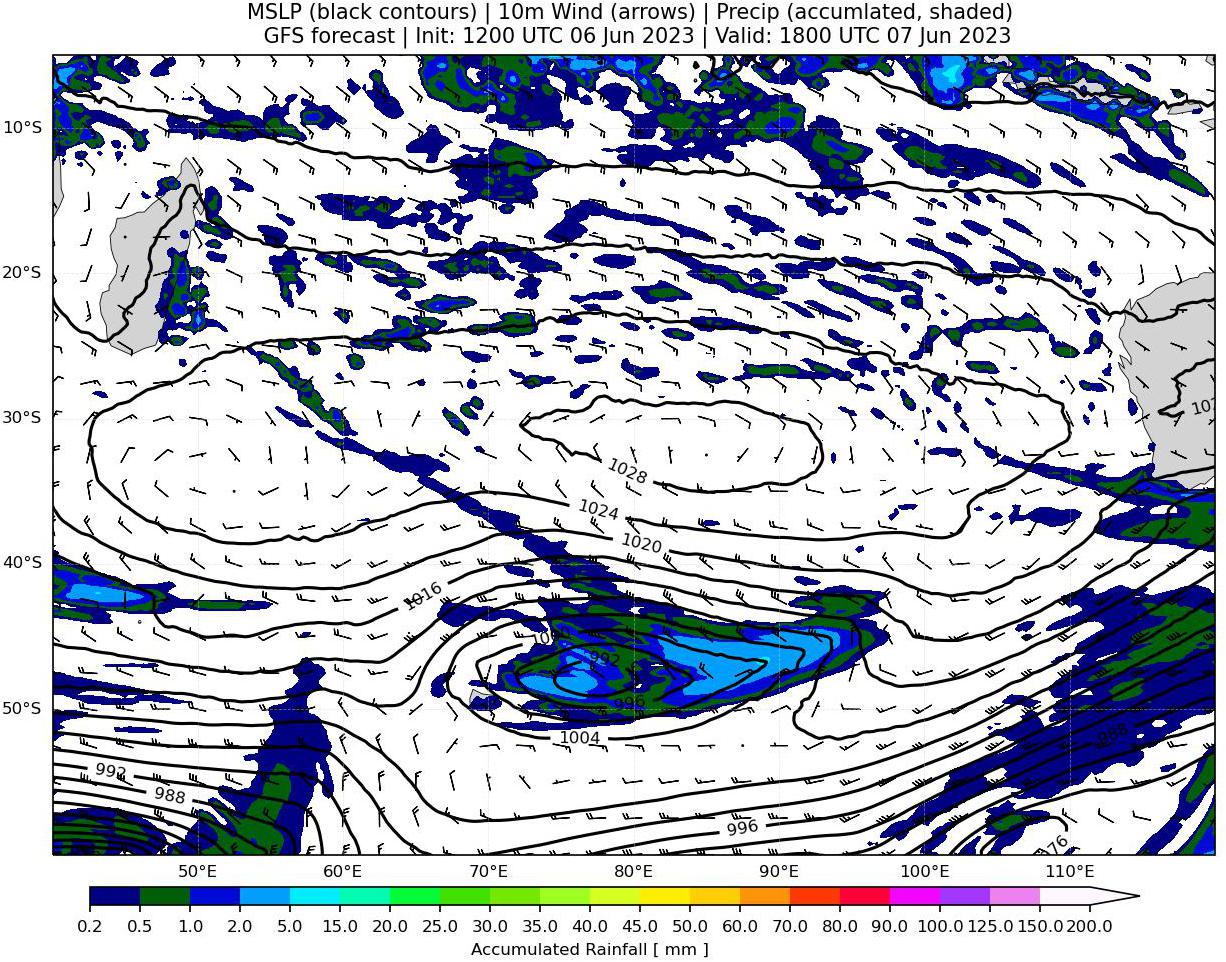 MSLP (black contours) | 10m Wind (arrows) | Precip (accumlated, shaded)
GFS forecast | Init: 1200 UTC 06 Jun 2023 | Valid: 1800 UTC 07 Jun 2023
10°S
20°S
30°S
1028
1024
1020
40°S
1016
992
50°S
996
1004
988
992
988
996
50°E 60°E 70°E 80°E 90°E 100°E 110°E
0.2 0.5 1.0 2.0 5.0 10.0 15.0 20.0 25.0 30.0 35.0 40.0 45.0 50.0 60.0 70.0 80.0 90.0 100.0 125.0 150.0 200.0
Accumulated Rainfall [ mm ]